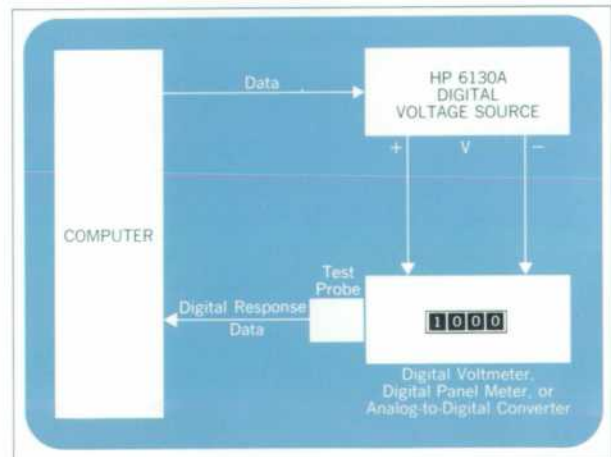 Data
HP 6130A
DIGITAL
VOLTAGE SOURCE
+ V −
COMPUTER
Test
Probe
Digital Response
Data
1000
Digital Voltmeter,
Digital Panel Meter, or
Analog-to-Digital Converter